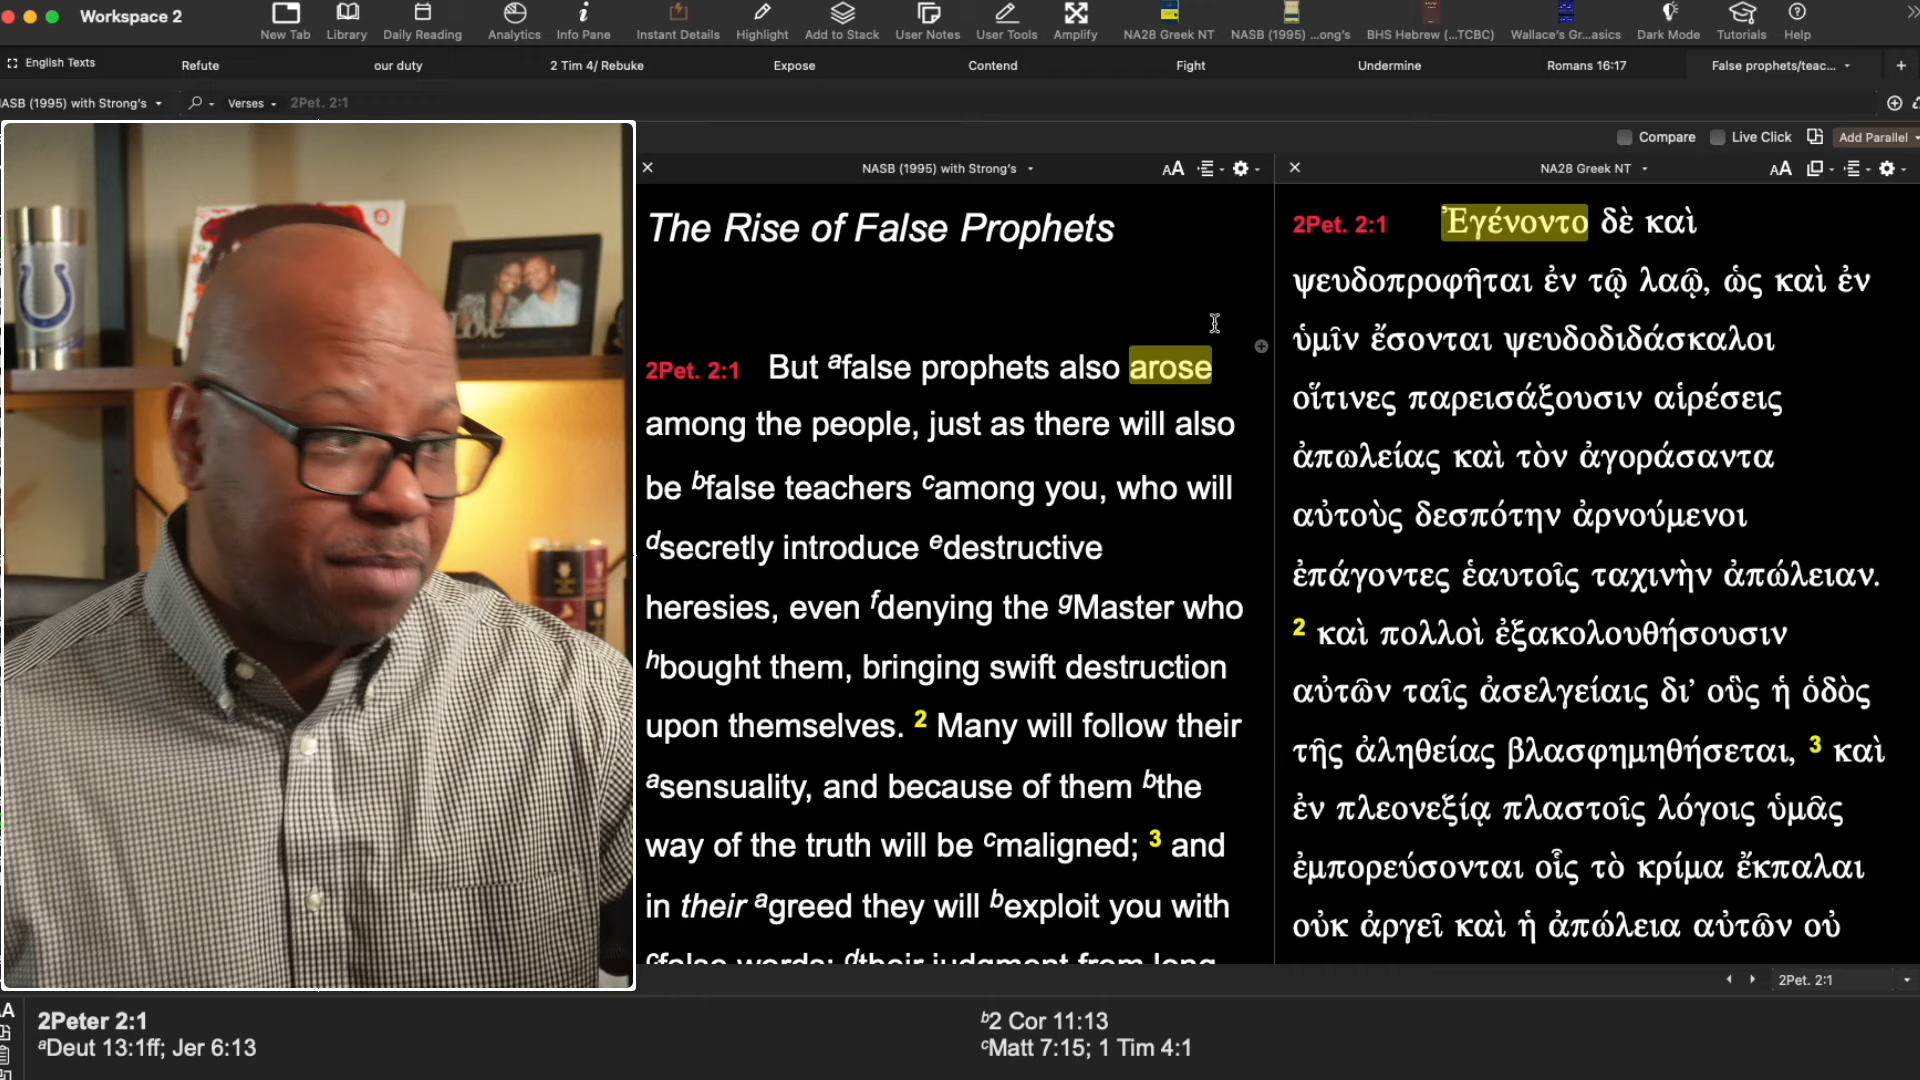 Workspace 2
New Tab
Library
Daily Reading
Analytics
Info Pane
Instant Details
Highlight
Add to Stack
User Notes
User Tools
Amplify
NA28 Greek NT
NASB (1995) ...ong's
BHS Hebrew (...TCBC)
Wallace's Gr...asics
Dark Mode
Tutorials
Help
English Texts
Refute
our duty
2 Tim 4/ Rebuke
Expose
Contend
Fight
Undermine
Romans 16:17
False prophets/teac...
ASB (1995) with Strong's
Verses
2Pet. 2:1
Compare
Live Click
Add Parallel
NASB (1995) with Strong's
The Rise of False Prophets
2Pet. 2:1 But ᵃfalse prophets also arose
among the people, just as there will also
be ᵇfalse teachers ᶜamong you, who will
ᵈsecretly introduce ᵉdestructive
heresies, even ᶠdenying the ᵍMaster who
ʰbought them, bringing swift destruction
upon themselves. 2 Many will follow their
ᵃsensuality, and because of them ᵇthe
way of the truth will be ᶜmaligned; 3 and
in their ᵃgreed they will ᵇexploit you with
ᶜfalse words; ᵈtheir judgment from long
NA28 Greek NT
2Pet. 2:1 Ἐγένοντο δὲ καὶ
ψευδοπροφῆται ἐν τῷ λαῷ, ὡς καὶ ἐν
ὑμῖν ἔσονται ψευδοδιδάσκαλοι
οἵτινες παρεισάξουσιν αἱρέσεις
ἀπωλείας καὶ τὸν ἀγοράσαντα
αὐτοὺς δεσπότην ἀρνούμενοι
ἐπάγοντες ἑαυτοῖς ταχινὴν ἀπώλειαν.
2 καὶ πολλοὶ ἐξακολουθήσουσιν
αὐτῶν ταῖς ἀσελγείαις δι’ οὓς ἡ ὁδὸς
τῆς ἀληθείας βλασφημηθήσεται, 3 καὶ
ἐν πλεονεξίᾳ πλαστοῖς λόγοις ὑμᾶς
ἐμπορεύσονται οἷς τὸ κρίμα ἔκπαλαι
οὐκ ἀργεῖ καὶ ἡ ἀπώλεια αὐτῶν οὐ
2Pet. 2:1
2Peter 2:1
ᵃDeut 13:1ff; Jer 6:13
ᵇ2 Cor 11:13
ᶜMatt 7:15; 1 Tim 4:1